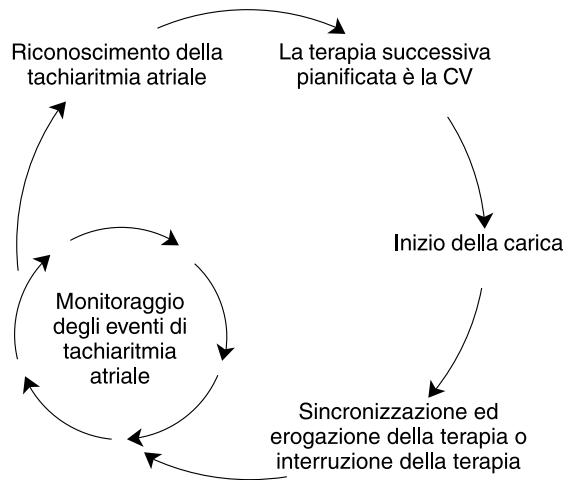 Riconoscimento della
tachiaritmia atriale
La terapia successiva
pianificata è la CV
Inizio della carica
Sincronizzazione ed
erogazione della terapia o
interruzione della terapia
Monitoraggio
degli eventi di
tachiaritmia
atriale